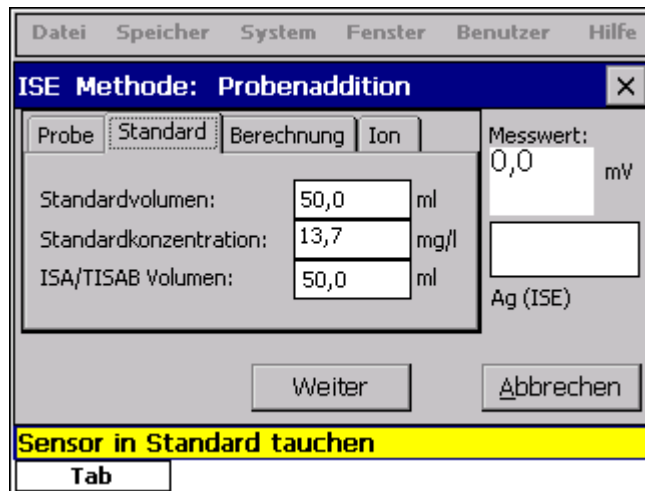 Datei Speicher System Fenster Benutzer Hilfe
ISE Methode: Probenaddition
Probe Standard Berechnung Ion
Messwert:
0,0 mV
Standardvolumen: 50,0 ml
Standardkonzentration: 13,7 mg/l
ISA/TISAB Volumen: 50,0 ml
Ag (ISE)
Weiter Abbrechen
Sensor in Standard tauchen
Tab